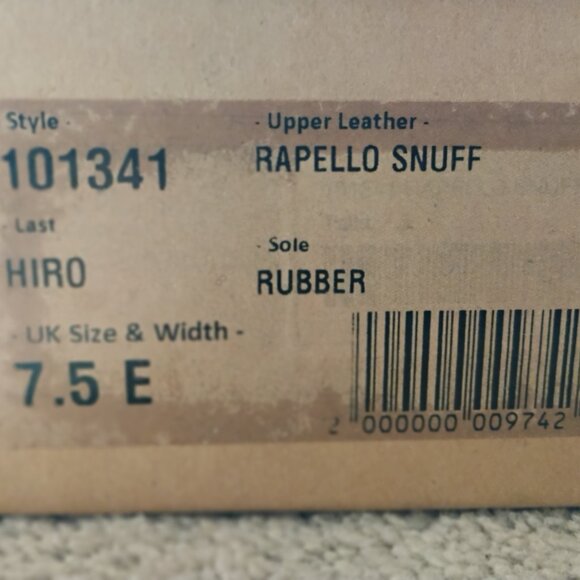 Style -
- Upper Leather -
101341
RAPELLO SNUFF
- Last
- Sole
HIRO
RUBBER
- UK Size & Width -
7.5 E
2 000000 009742